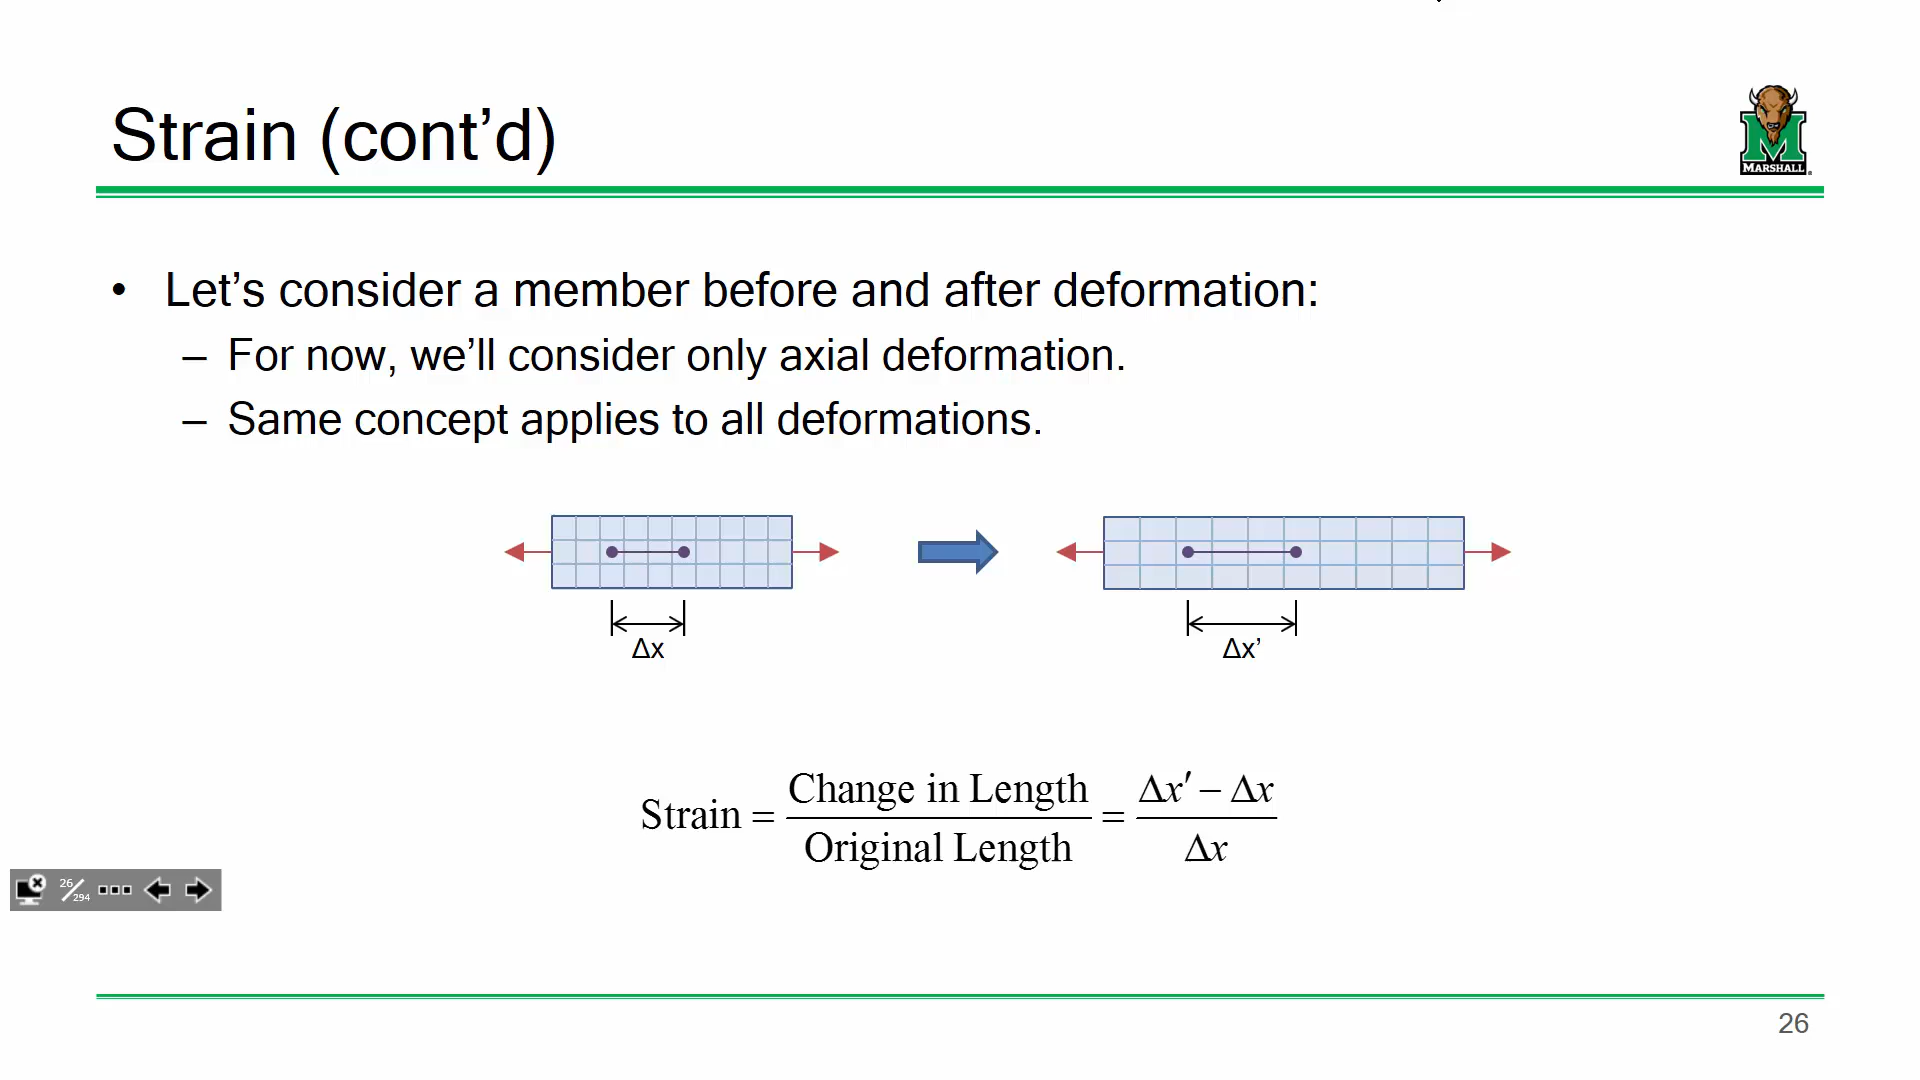 Strain (cont’d)
MARSHALL
• Let’s consider a member before and after deformation:
– For now, we’ll consider only axial deformation.
– Same concept applies to all deformations.
Δx
Δx’
Strain = Change in Length / Original Length = Δx′ − Δx / Δx
26/294
26